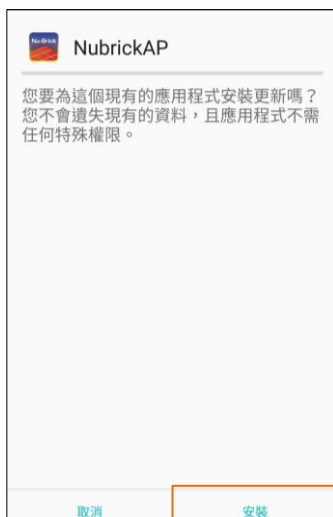 Nu-Brick
NubrickAP
您要為這個現有的應用程式安裝更新嗎？
您不會遺失現有的資料，且應用程式不需
任何特殊權限。
取消
安裝